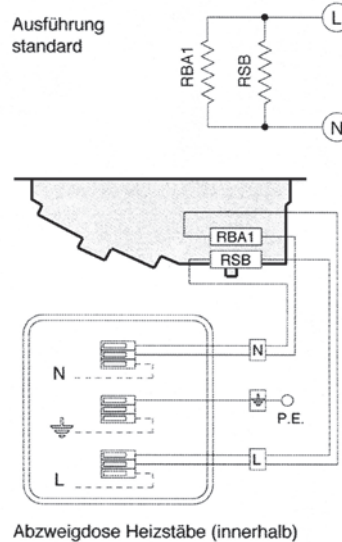 Ausführung
standard
L
RBA1
RSB
N
RBA1
RSB
N
N
P.E.
L
L
Abzweigdose Heizstäbe (innerhalb)